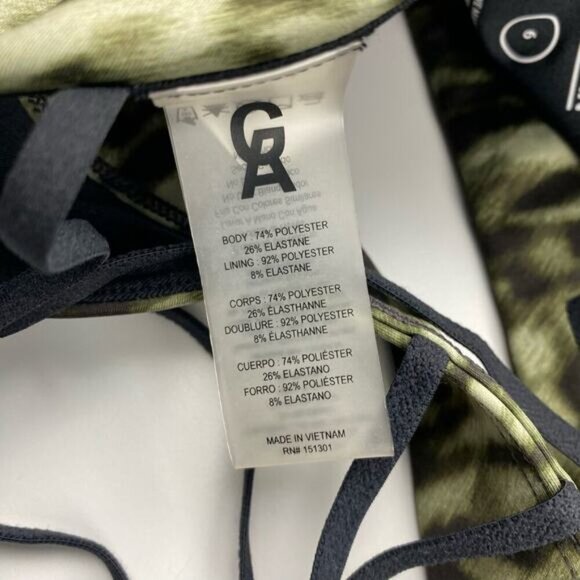 GA
BODY : 74% POLYESTER
26% ELASTANE
LINING : 92% POLYESTER
8% ELASTANE
CORPS : 74% POLYESTER
26% ÉLASTHANNE
DOUBLURE : 92% POLYESTER
8% ÉLASTHANNE
CUERPO : 74% POLIÉSTER
26% ELASTANO
FORRO : 92% POLIÉSTER
8% ELASTANO
MADE IN VIETNAM
RN# 151301